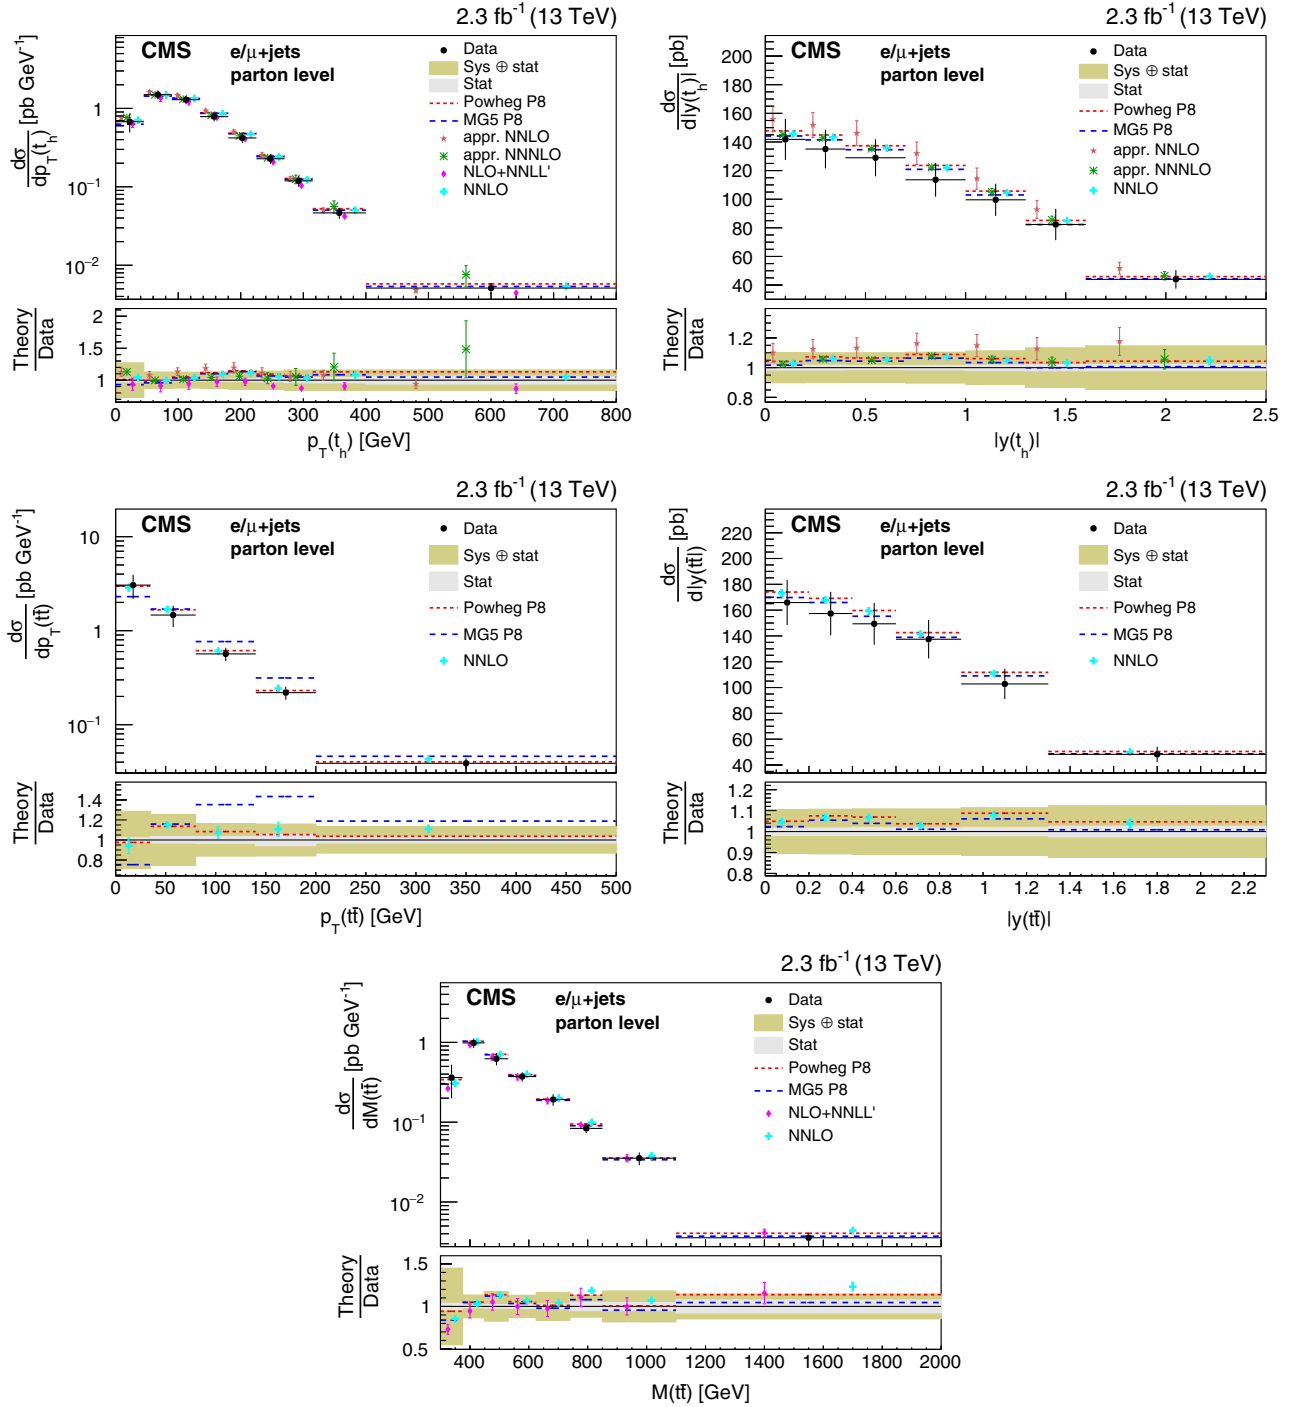 2.3 fb⁻¹ (13 TeV)
CMS
e/μ+jets
parton level
Data
Sys ⊕ stat
Stat
Powheg P8
MG5 P8
appr. NNLO
appr. NNNLO
NLO+NNLL'
NNLO
dσ/dp_T(t_h) [pb GeV⁻¹]
1
10⁻¹
10⁻²
Theory/Data
2
1.5
1
0 100 200 300 400 500 600 700 800
p_T(t_h) [GeV]
2.3 fb⁻¹ (13 TeV)
CMS
e/μ+jets
parton level
Data
Sys ⊕ stat
Stat
Powheg P8
MG5 P8
appr. NNLO
appr. NNNLO
NNLO
dσ/d|y(t_h)| [pb]
200
180
160
140
120
100
80
60
40
Theory/Data
1.2
1
0.8
0 0.5 1 1.5 2 2.5
|y(t_h)|
2.3 fb⁻¹ (13 TeV)
CMS
e/μ+jets
parton level
Data
Sys ⊕ stat
Stat
Powheg P8
MG5 P8
NNLO
dσ/dp_T(tt̄) [pb GeV⁻¹]
10
1
10⁻¹
Theory/Data
1.4
1.2
1
0.8
0 50 100 150 200 250 300 350 400 450 500
p_T(tt̄) [GeV]
2.3 fb⁻¹ (13 TeV)
CMS
e/μ+jets
parton level
Data
Sys ⊕ stat
Stat
Powheg P8
MG5 P8
NNLO
dσ/d|y(tt̄)| [pb]
220
200
180
160
140
120
100
80
60
40
Theory/Data
1.2
1.1
1
0.9
0.8
0 0.2 0.4 0.6 0.8 1 1.2 1.4 1.6 1.8 2 2.2
|y(tt̄)|
2.3 fb⁻¹ (13 TeV)
CMS
e/μ+jets
parton level
Data
Sys ⊕ stat
Stat
Powheg P8
MG5 P8
NLO+NNLL'
NNLO
dσ/dM(tt̄) [pb GeV⁻¹]
1
10⁻¹
10⁻²
Theory/Data
1.5
1
0.5
400 600 800 1000 1200 1400 1600 1800 2000
M(tt̄) [GeV]